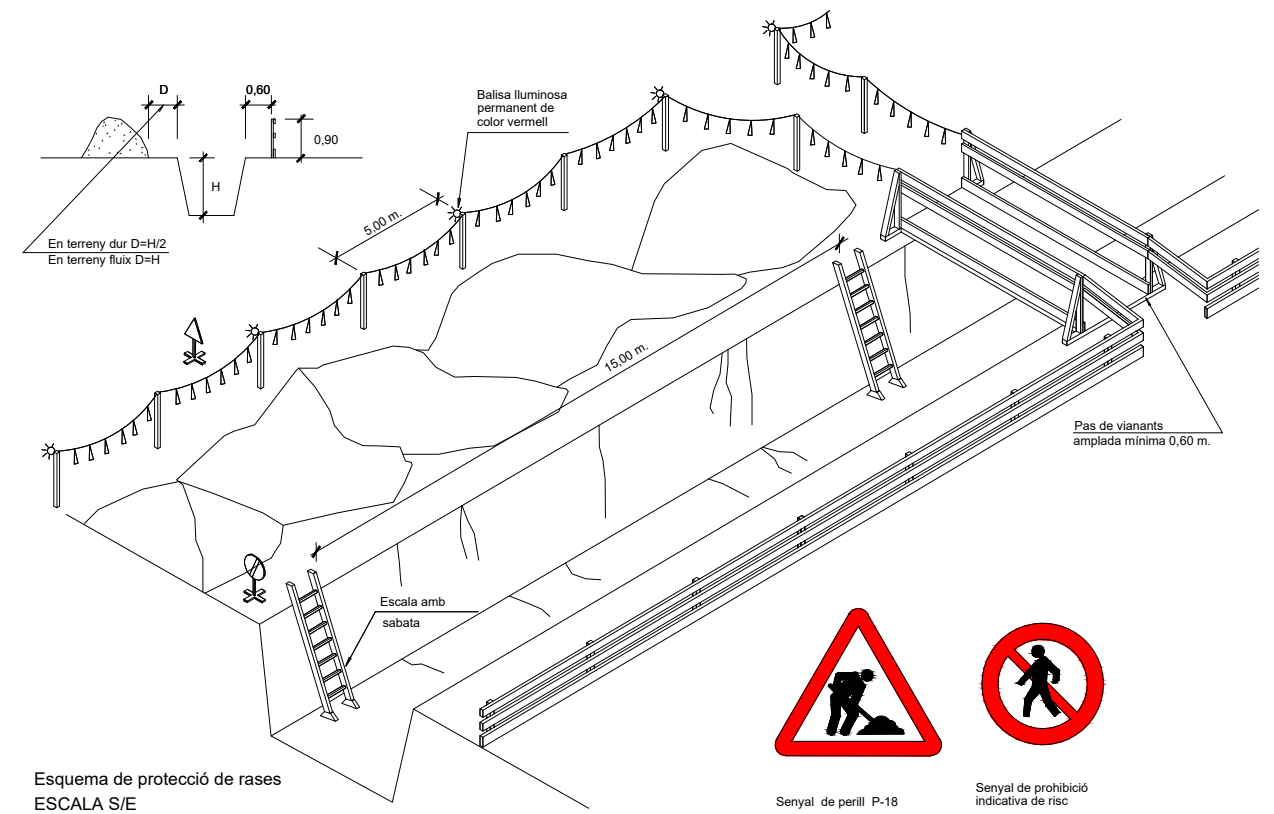 D
0,60
0,90
H
En terreny dur D=H/2
En terreny fluix D=H
Balisa lluminosa
permanent de
color vermell
5,00 m.
15,00 m.
Pas de vianants
amplada mínima 0,60 m.
Escala amb
sabata
Esquema de protecció de rases
ESCALA S/E
Senyal de perill P-18
Senyal de prohibició
indicativa de risc